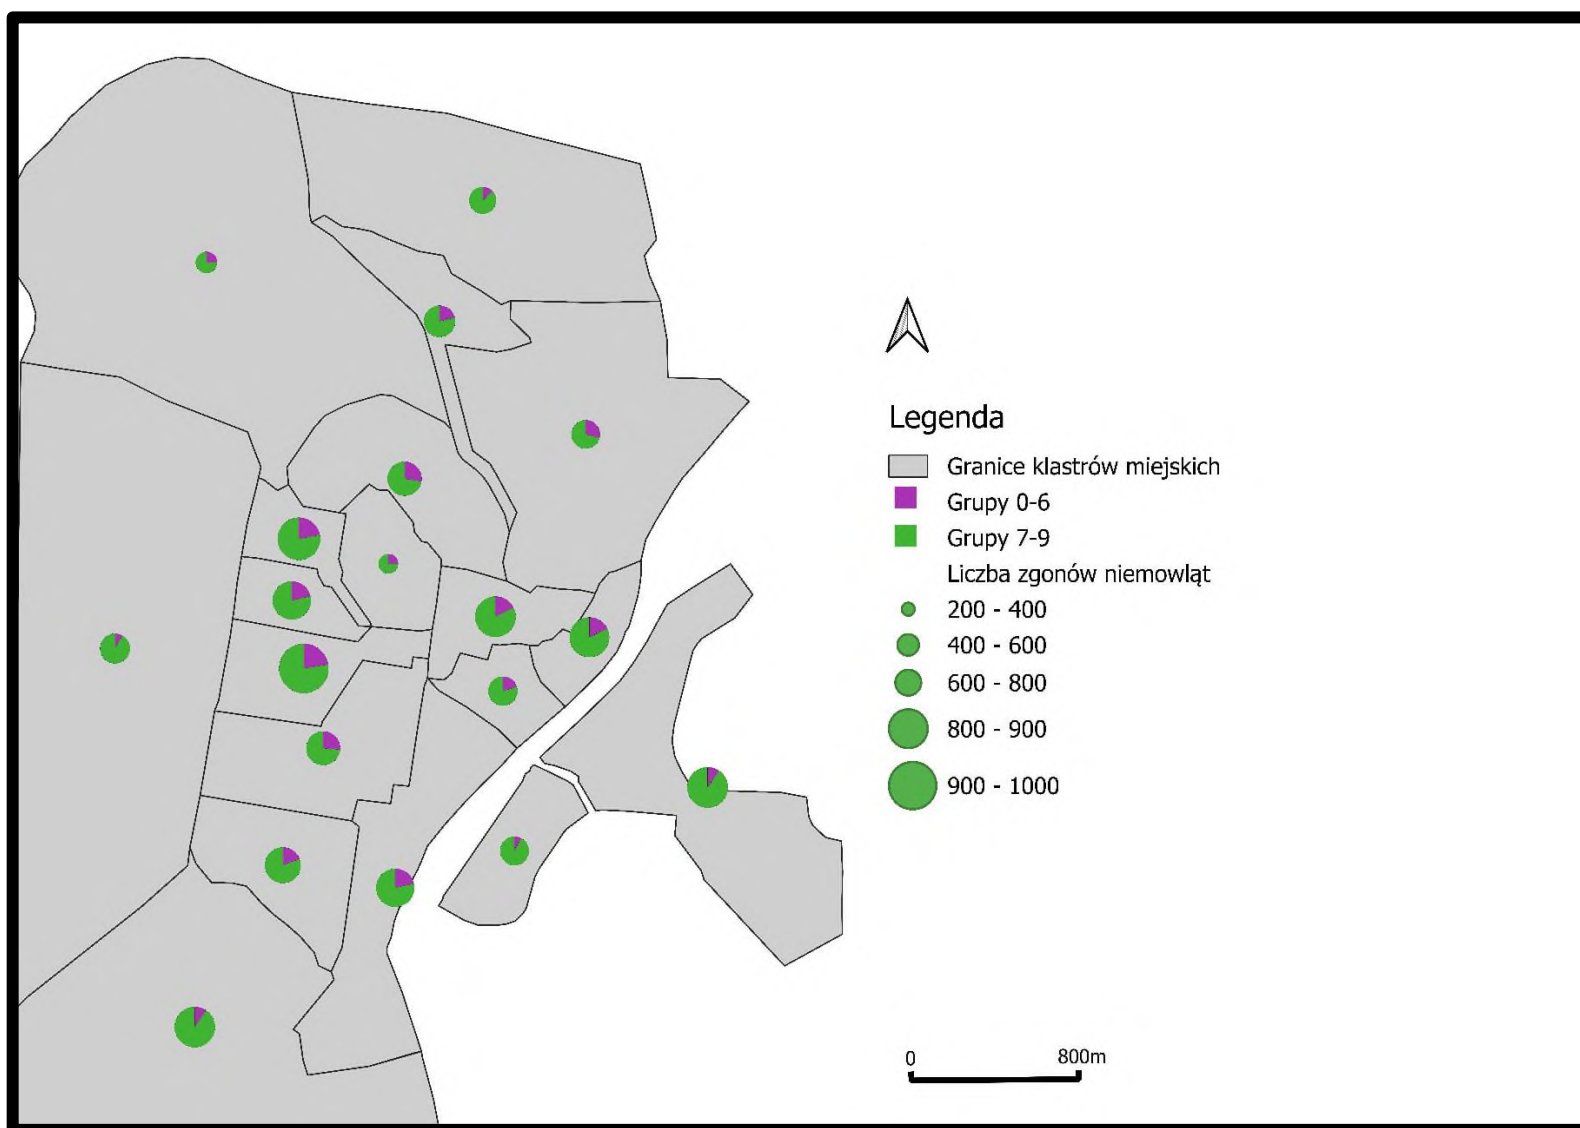 Legenda
Granice klastrów miejskich
Grupy 0-6
Grupy 7-9
Liczba zgonów niemowląt
200 - 400
400 - 600
600 - 800
800 - 900
900 - 1000
0 800m